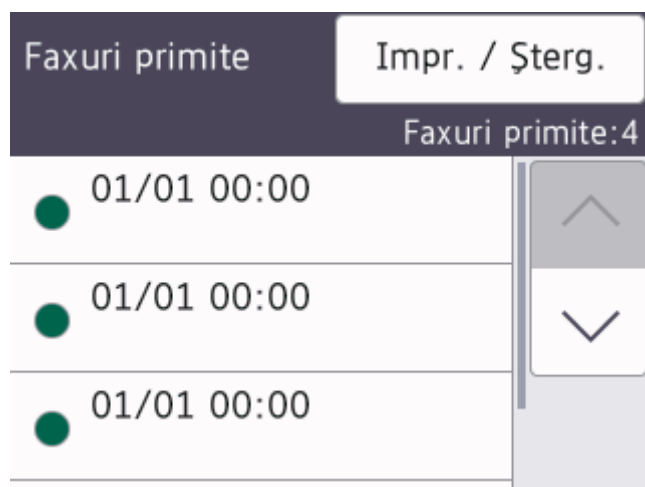 Faxuri primite
Impr. / Şterg.
Faxuri primite:4
01/01 00:00
01/01 00:00
01/01 00:00